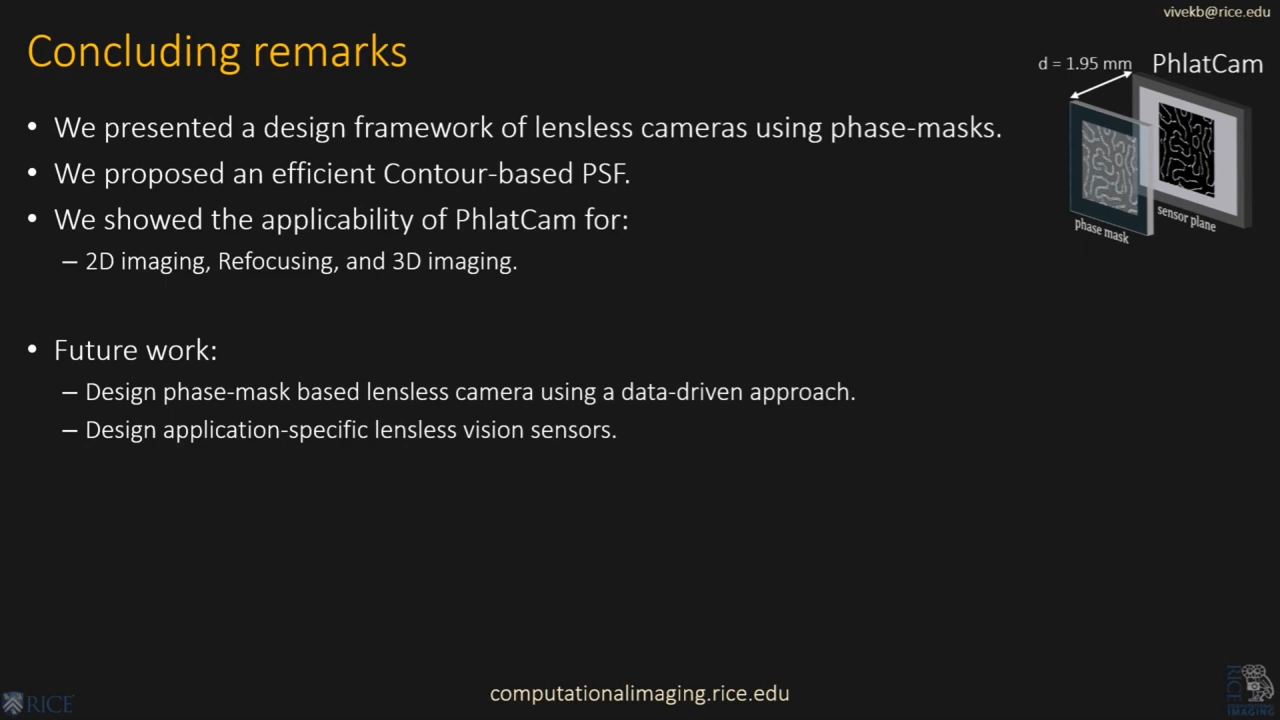 vivekb@rice.edu
Concluding remarks
d = 1.95 mm PhlatCam
• We presented a design framework of lensless cameras using phase-masks.
• We proposed an efficient Contour-based PSF.
• We showed the applicability of PhlatCam for:
– 2D imaging, Refocusing, and 3D imaging.
phase mask
sensor plane
• Future work:
– Design phase-mask based lensless camera using a data-driven approach.
– Design application-specific lensless vision sensors.
RICE
computationalimaging.rice.edu
RICE
COMPUTATIONAL
IMAGING